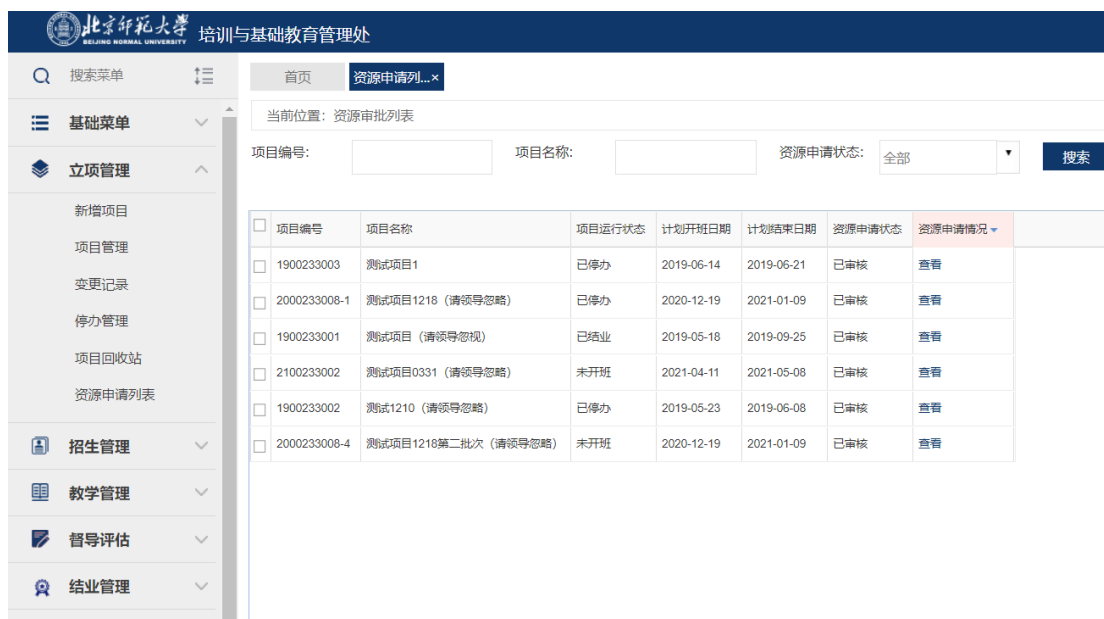 北京师范大学
BEIJING NORMAL UNIVERSITY
培训与基础教育管理处
搜索菜单
首页
资源申请列...×
基础菜单
当前位置：资源审批列表
项目编号:
项目名称:
资源申请状态:
全部
搜索
立项管理
新增项目
项目管理
变更记录
停办管理
项目回收站
资源申请列表
招生管理
教学管理
督导评估
结业管理
项目编号 项目名称 项目运行状态 计划开班日期 计划结束日期 资源申请状态 资源申请情况
1900233003 测试项目1 已停办 2019-06-14 2019-06-21 已审核 查看
2000233008-1 测试项目1218（请领导忽略） 已停办 2020-12-19 2021-01-09 已审核 查看
1900233001 测试项目（请领导忽视） 已结业 2019-05-18 2019-09-25 已审核 查看
2100233002 测试项目0331（请领导忽略） 未开班 2021-04-11 2021-05-08 已审核 查看
1900233002 测试1210（请领导忽略） 已停办 2019-05-23 2019-06-08 已审核 查看
2000233008-4 测试项目1218第二批次（请领导忽略） 未开班 2020-12-19 2021-01-09 已审核 查看